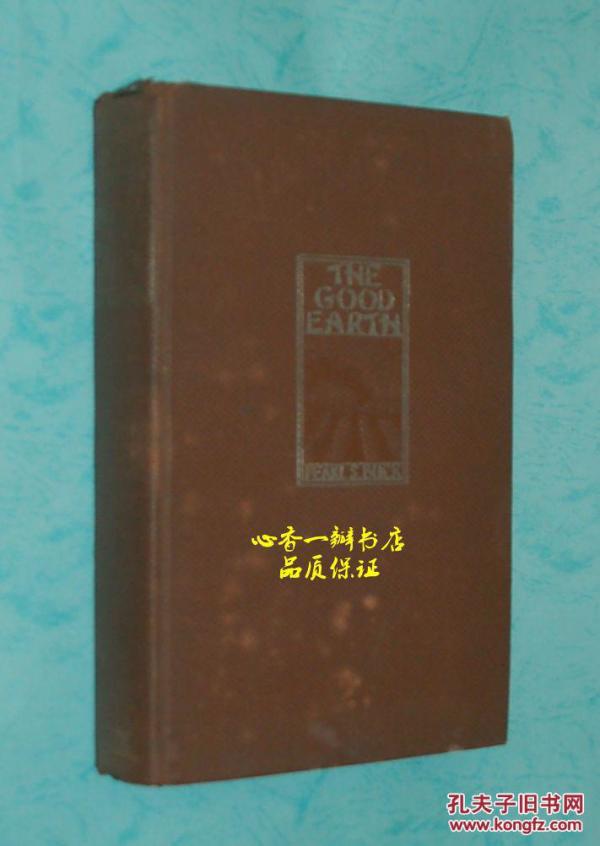 THE
GOOD
EARTH
PEARL S. BUCK
心香一瓣书店
品质保证
孔夫子旧书网
www.kongfz.com